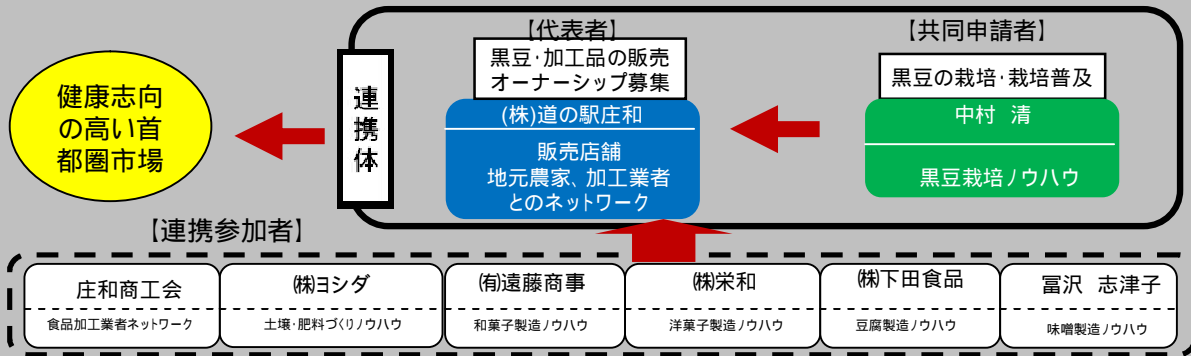 【代表者】
【共同申請者】
黒豆・加工品の販売
オーナーシップ募集
黒豆の栽培・栽培普及
健康志向
の高い首
都圏市場
連携体
(株)道の駅庄和
販売店舗
地元農家、加工業者
とのネットワーク
中村 清
黒豆栽培ノウハウ
【連携参加者】
庄和商工会
食品加工業者ネットワーク
㈱ヨシダ
土壌・肥料づくりノウハウ
㈲遠藤商事
和菓子製造ノウハウ
㈱栄和
洋菓子製造ノウハウ
㈱下田食品
豆腐製造ノウハウ
冨沢 志津子
味噌製造ノウハウ